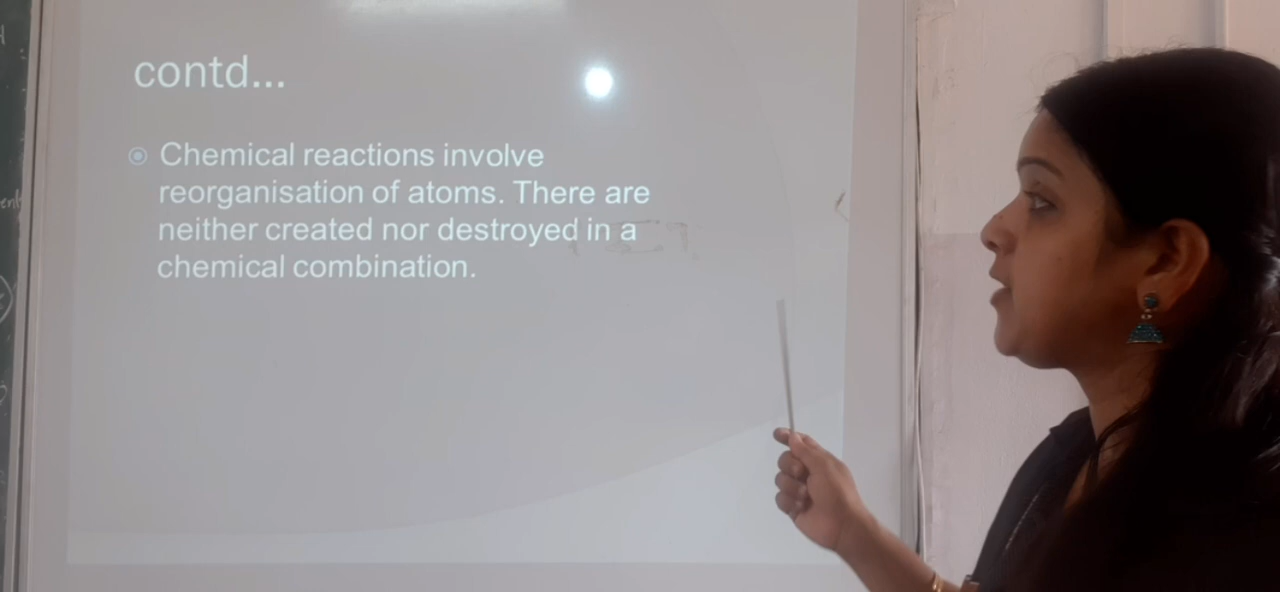 contd...
Chemical reactions involve
reorganisation of atoms. There are
neither created nor destroyed in a
chemical combination.